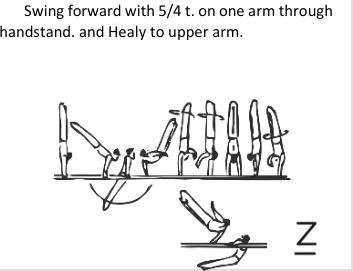 Swing forward with 5/4 t. on one arm through
handstand. and Healy to upper arm.
Z